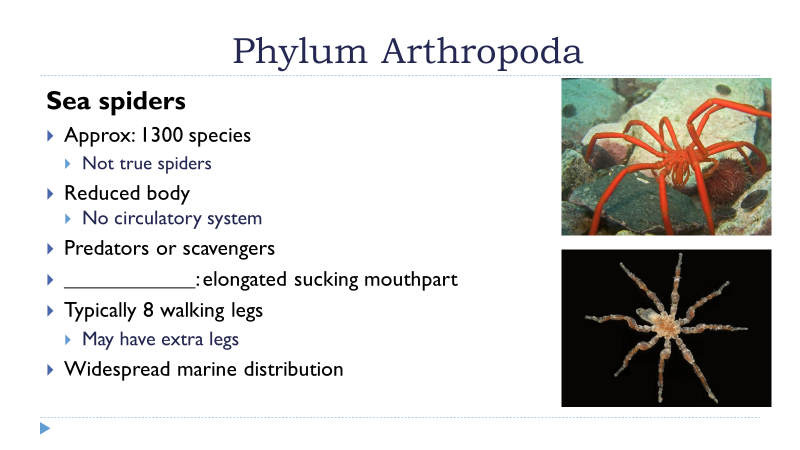 Phylum Arthropoda
Sea spiders
Approx: 1300 species
Not true spiders
Reduced body
No circulatory system
Predators or scavengers
____________: elongated sucking mouthpart
Typically 8 walking legs
May have extra legs
Widespread marine distribution